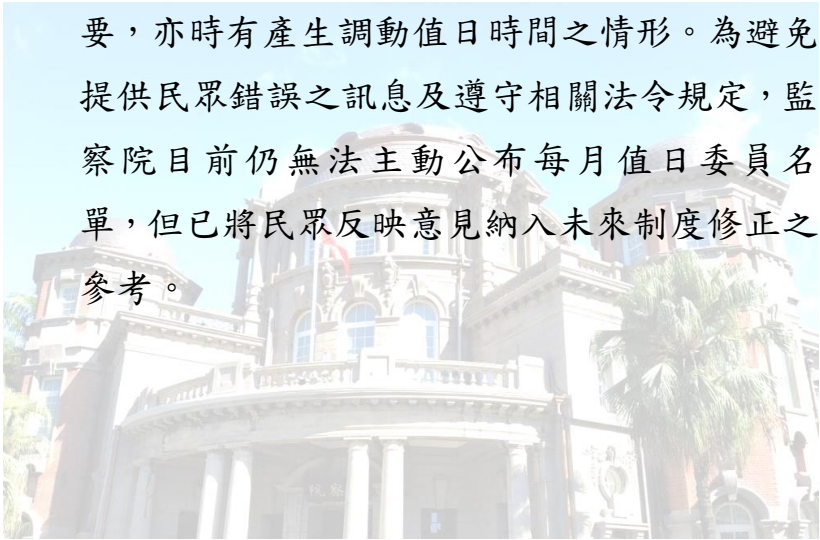 要，亦時有產生調動值日時間之情形。為避免
提供民眾錯誤之訊息及遵守相關法令規定，監
察院目前仍無法主動公布每月值日委員名
單，但已將民眾反映意見納入未來制度修正之
參考。
院察